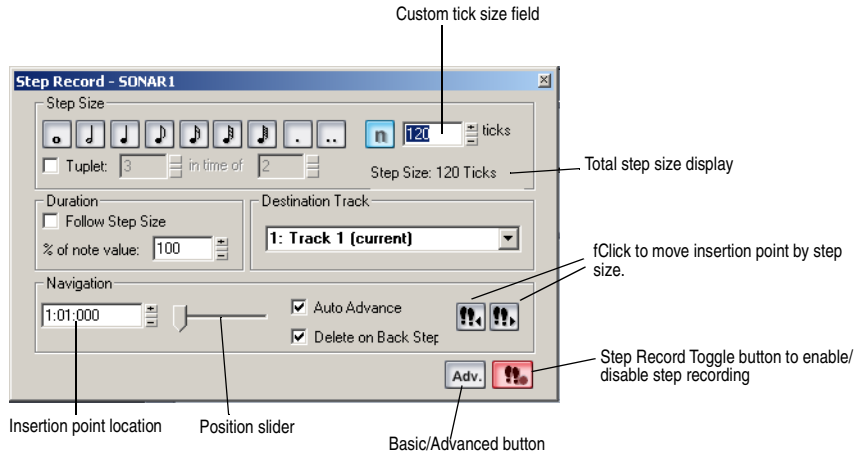 Custom tick size field
Step Record - SONAR1
Step Size
n 120 ticks
Tuplet: 3 in time of 2
Step Size: 120 Ticks
Total step size display
Duration
Follow Step Size
% of note value: 100
Destination Track
1: Track 1 (current)
fClick to move insertion point by step
size.
Navigation
1:01:000
Auto Advance
Delete on Back Step
Adv.
Step Record Toggle button to enable/
disable step recording
Insertion point location
Position slider
Basic/Advanced button